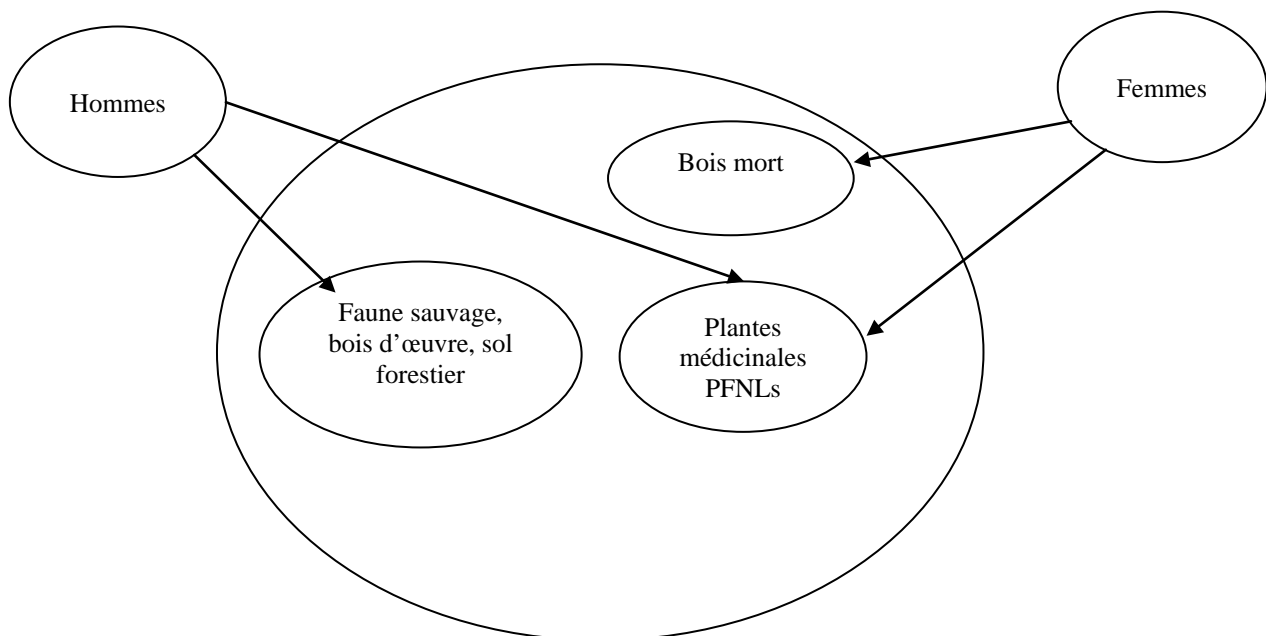 Hommes
Femmes
Bois mort
Faune sauvage,
bois d’œuvre, sol
forestier
Plantes
médicinales
PFNLs